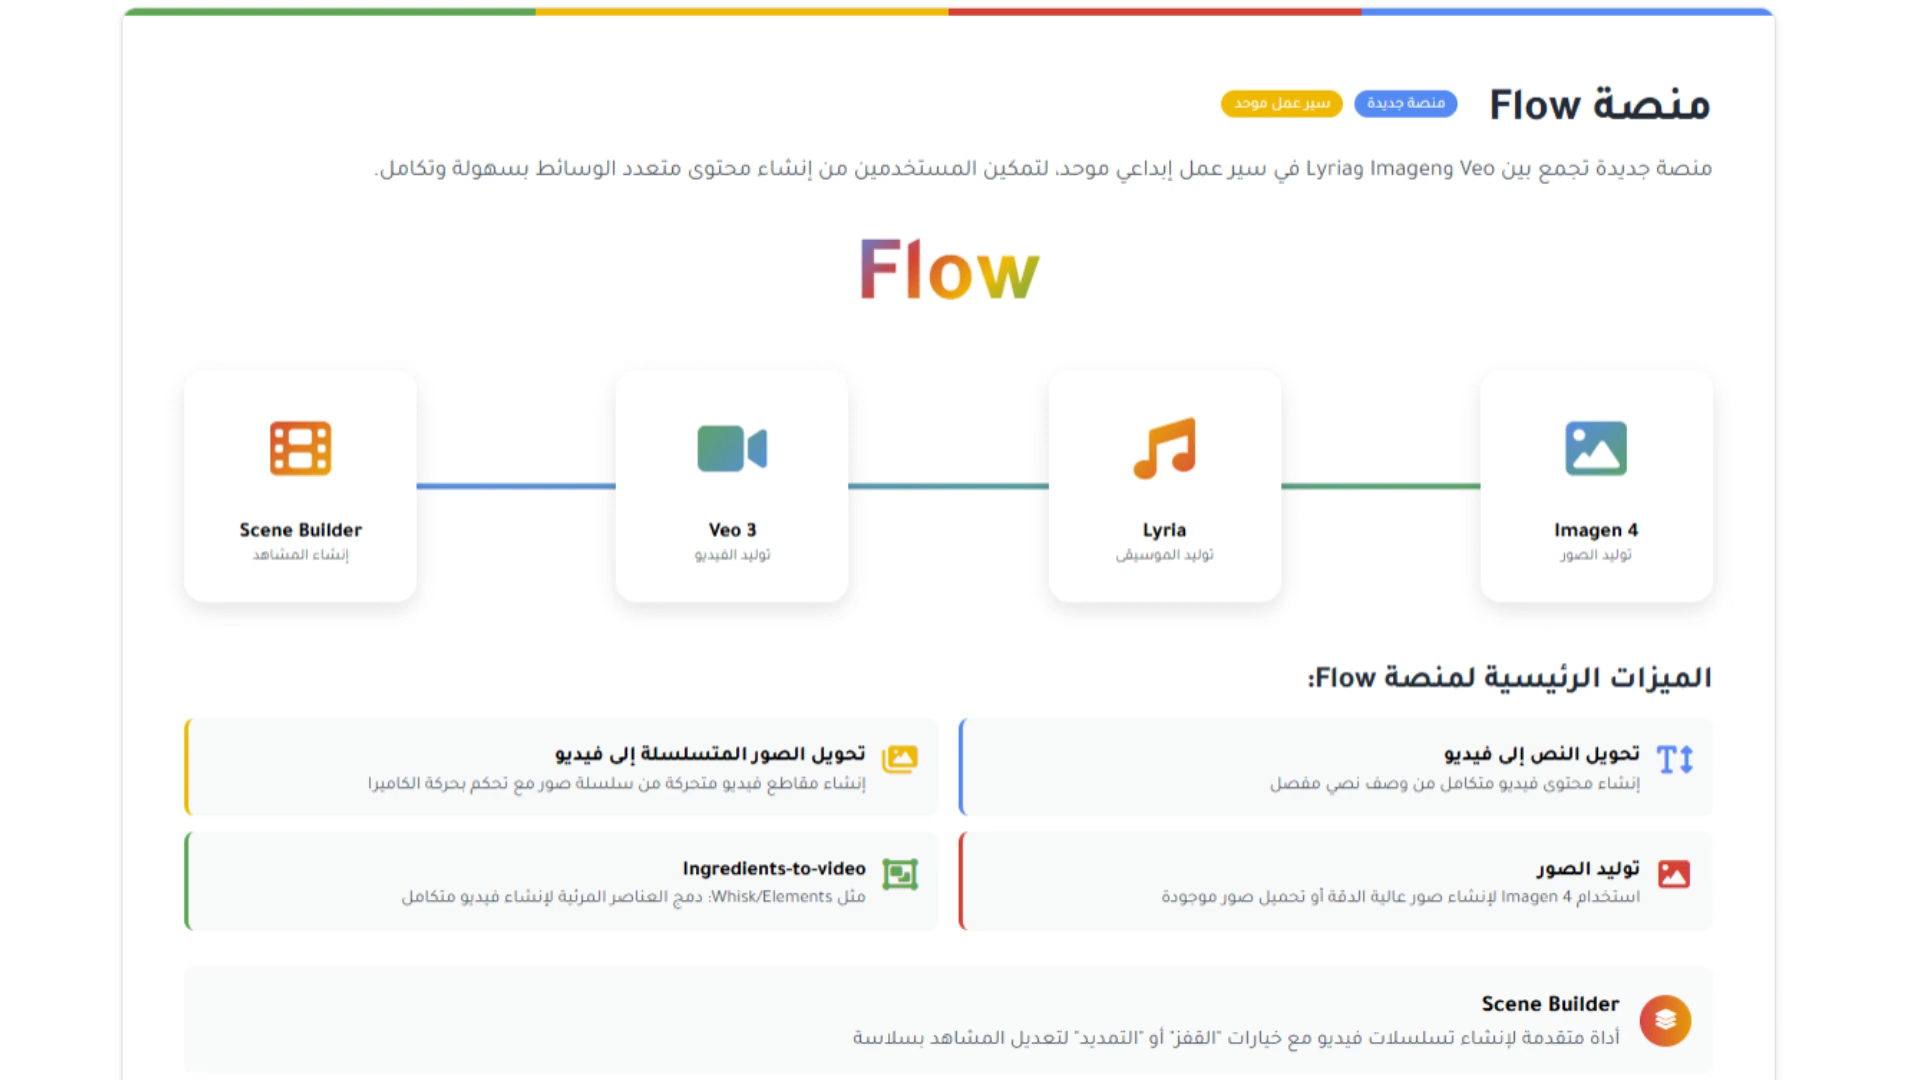 منصة Flow
منصة جديدة
سير عمل موحد
منصة جديدة تجمع بين Veo وImagen وLyria في سير عمل إبداعي موحد، لتمكين المستخدمين من إنشاء محتوى متعدد الوسائط بسهولة وتكامل.
Flow
Imagen 4
توليد الصور
Lyria
توليد الموسيقى
Veo 3
توليد الفيديو
Scene Builder
إنشاء المشاهد
الميزات الرئيسية لمنصة Flow:
تحويل النص إلى فيديو
إنشاء محتوى فيديو متكامل من وصف نصي مفصل
تحويل الصور المتسلسلة إلى فيديو
إنشاء مقاطع فيديو متحركة من سلسلة صور مع تحكم بحركة الكاميرا
توليد الصور
استخدام Imagen 4 لإنشاء صور عالية الدقة أو تحميل صور موجودة
Ingredients-to-video
مثل Whisk/Elements: دمج العناصر المرئية لإنشاء فيديو متكامل
Scene Builder
أداة متقدمة لإنشاء تسلسلات فيديو مع خيارات "القفز" أو "التمديد" لتعديل المشاهد بسلاسة